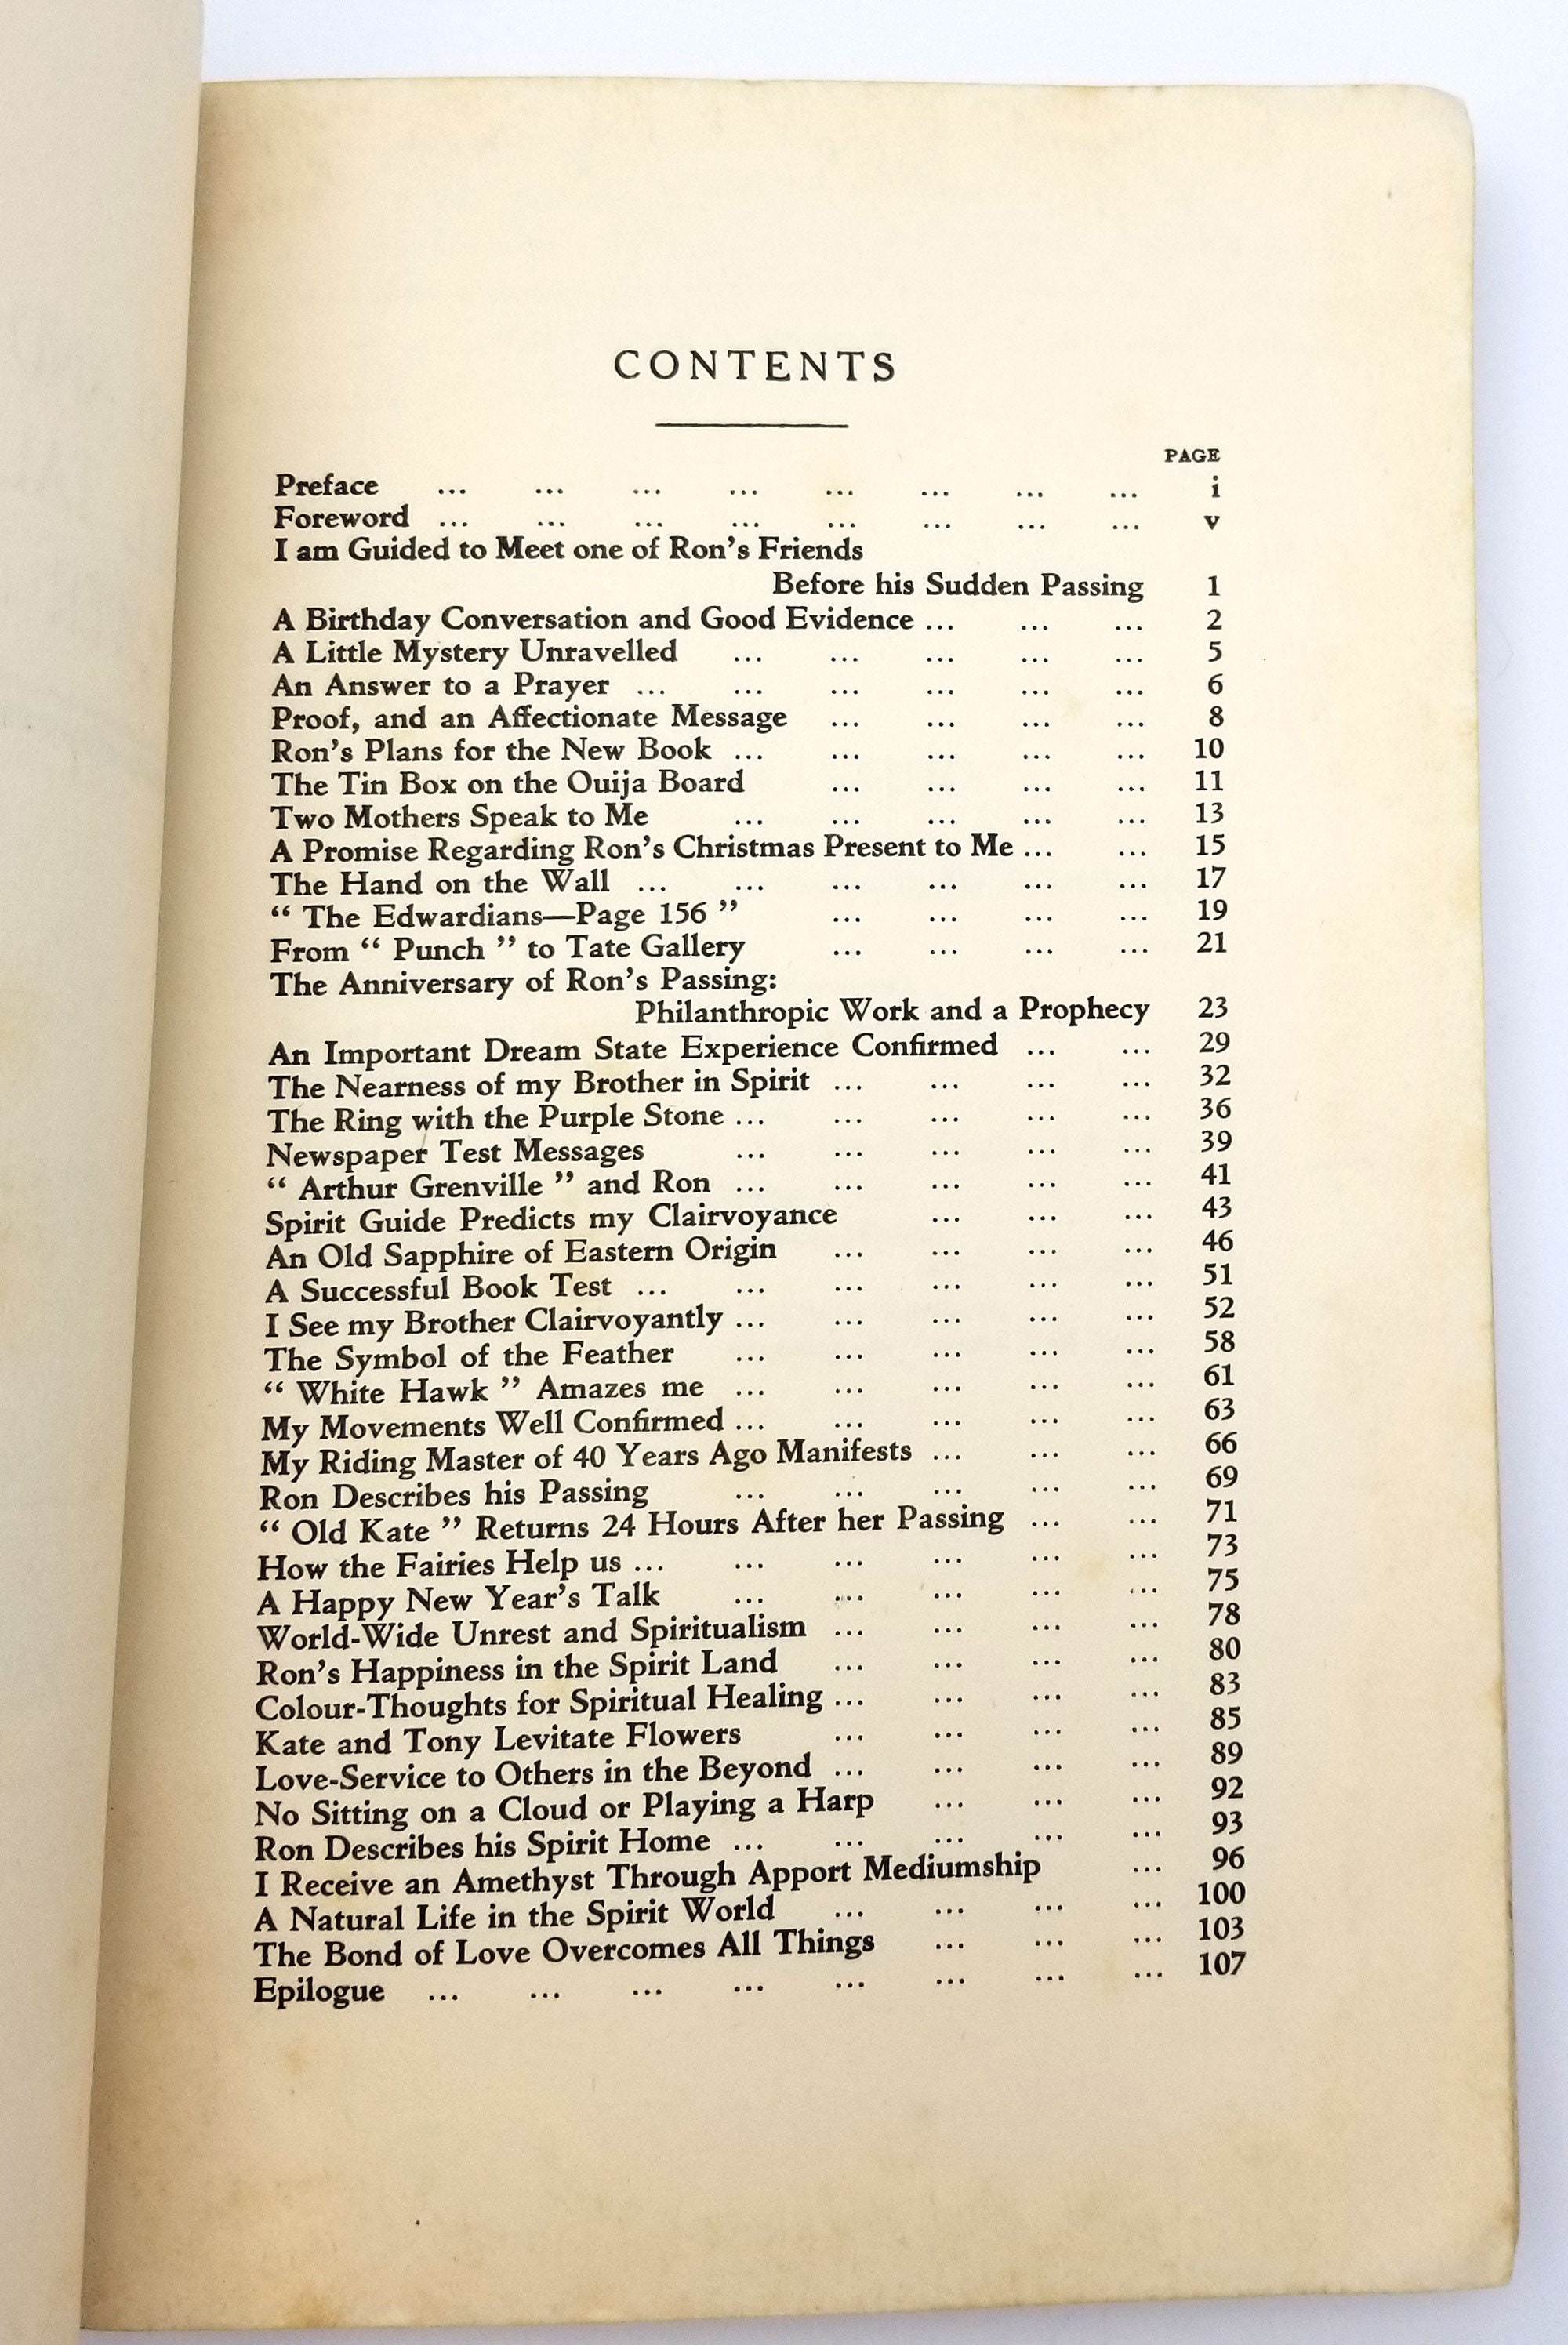 CONTENTS
PAGE
Preface ... ... ... ... ... ... ... ... i
Foreword ... ... ... ... ... ... ... ... v
I am Guided to Meet one of Ron's Friends
Before his Sudden Passing 1
A Birthday Conversation and Good Evidence ... ... ... 2
A Little Mystery Unravelled ... ... ... ... ... 5
An Answer to a Prayer ... ... ... ... ... ... 6
Proof, and an Affectionate Message ... ... ... ... 8
Ron's Plans for the New Book ... ... ... ... ... 10
The Tin Box on the Ouija Board ... ... ... ... 11
Two Mothers Speak to Me ... ... ... ... ... 13
A Promise Regarding Ron's Christmas Present to Me ... ... 15
The Hand on the Wall ... ... ... ... ... ... 17
“ The Edwardians—Page 156 ” ... ... ... ... 19
From “ Punch ” to Tate Gallery ... ... ... ... 21
The Anniversary of Ron's Passing:
Philanthropic Work and a Prophecy 23
An Important Dream State Experience Confirmed ... ... 29
The Nearness of my Brother in Spirit ... ... ... ... 32
The Ring with the Purple Stone ... ... ... ... ... 36
Newspaper Test Messages ... ... ... ... ... 39
“ Arthur Grenville ” and Ron ... ... ... ... ... 41
Spirit Guide Predicts my Clairvoyance ... ... ... 43
An Old Sapphire of Eastern Origin ... ... ... ... 46
A Successful Book Test ... ... ... ... ... ... 51
I See my Brother Clairvoyantly ... ... ... ... ... 52
The Symbol of the Feather ... ... ... ... ... 58
“ White Hawk ” Amazes me ... ... ... ... ... 61
My Movements Well Confirmed ... ... ... ... ... 63
My Riding Master of 40 Years Ago Manifests ... ... ... 66
Ron Describes his Passing ... ... ... ... ... 69
“ Old Kate ” Returns 24 Hours After her Passing ... ... 71
How the Fairies Help us ... ... ... ... ... ... 73
A Happy New Year's Talk ... ... ... ... ... 75
World-Wide Unrest and Spiritualism ... ... ... ... 78
Ron's Happiness in the Spirit Land ... ... ... ... 80
Colour-Thoughts for Spiritual Healing ... ... ... ... 83
Kate and Tony Levitate Flowers ... ... ... ... 85
Love-Service to Others in the Beyond ... ... ... ... 89
No Sitting on a Cloud or Playing a Harp ... ... ... 92
Ron Describes his Spirit Home ... ... ... ... ... 93
I Receive an Amethyst Through Apport Mediumship ... 96
A Natural Life in the Spirit World ... ... ... ... 100
The Bond of Love Overcomes All Things ... ... ... 103
Epilogue ... ... ... ... ... ... ... ... 107